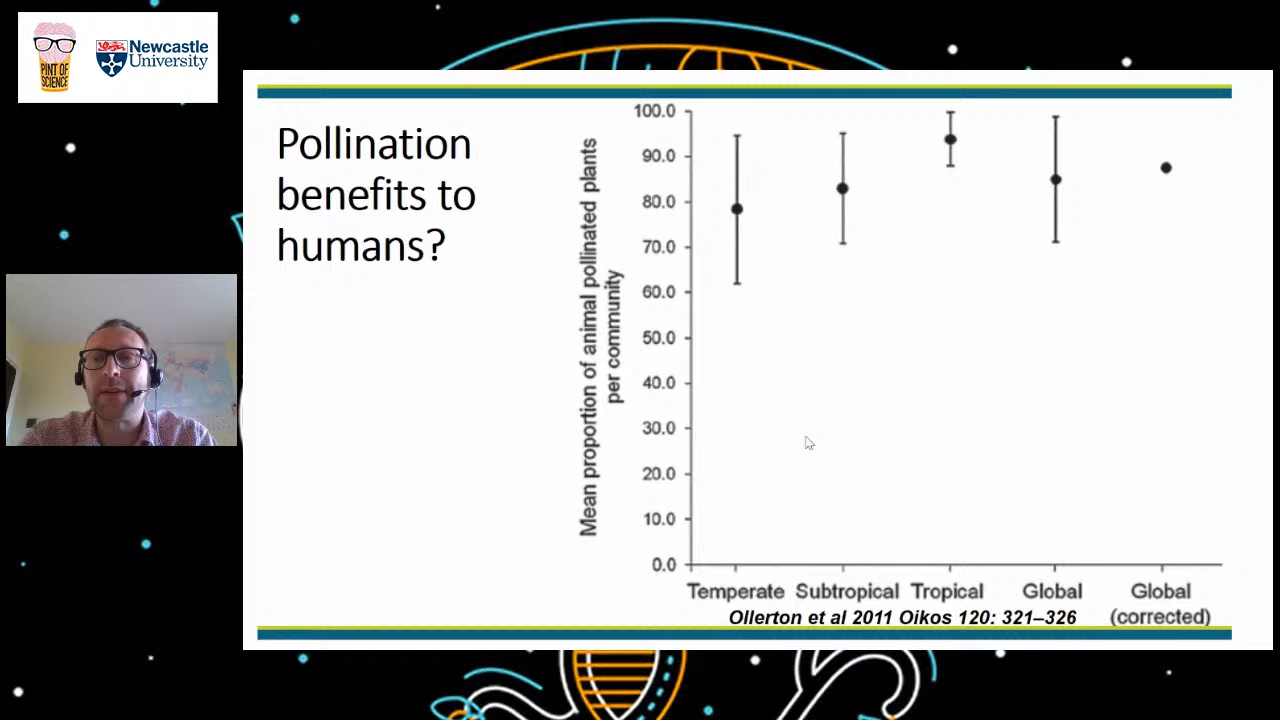 PINT OF
SCIENCE
Newcastle
University
Pollination
benefits to
humans?
Mean proportion of animal pollinated plants
per community
100.0
90.0
80.0
70.0
60.0
50.0
40.0
30.0
20.0
10.0
0.0
Temperate Subtropical Tropical Global Global
(corrected)
Ollerton et al 2011 Oikos 120: 321–326